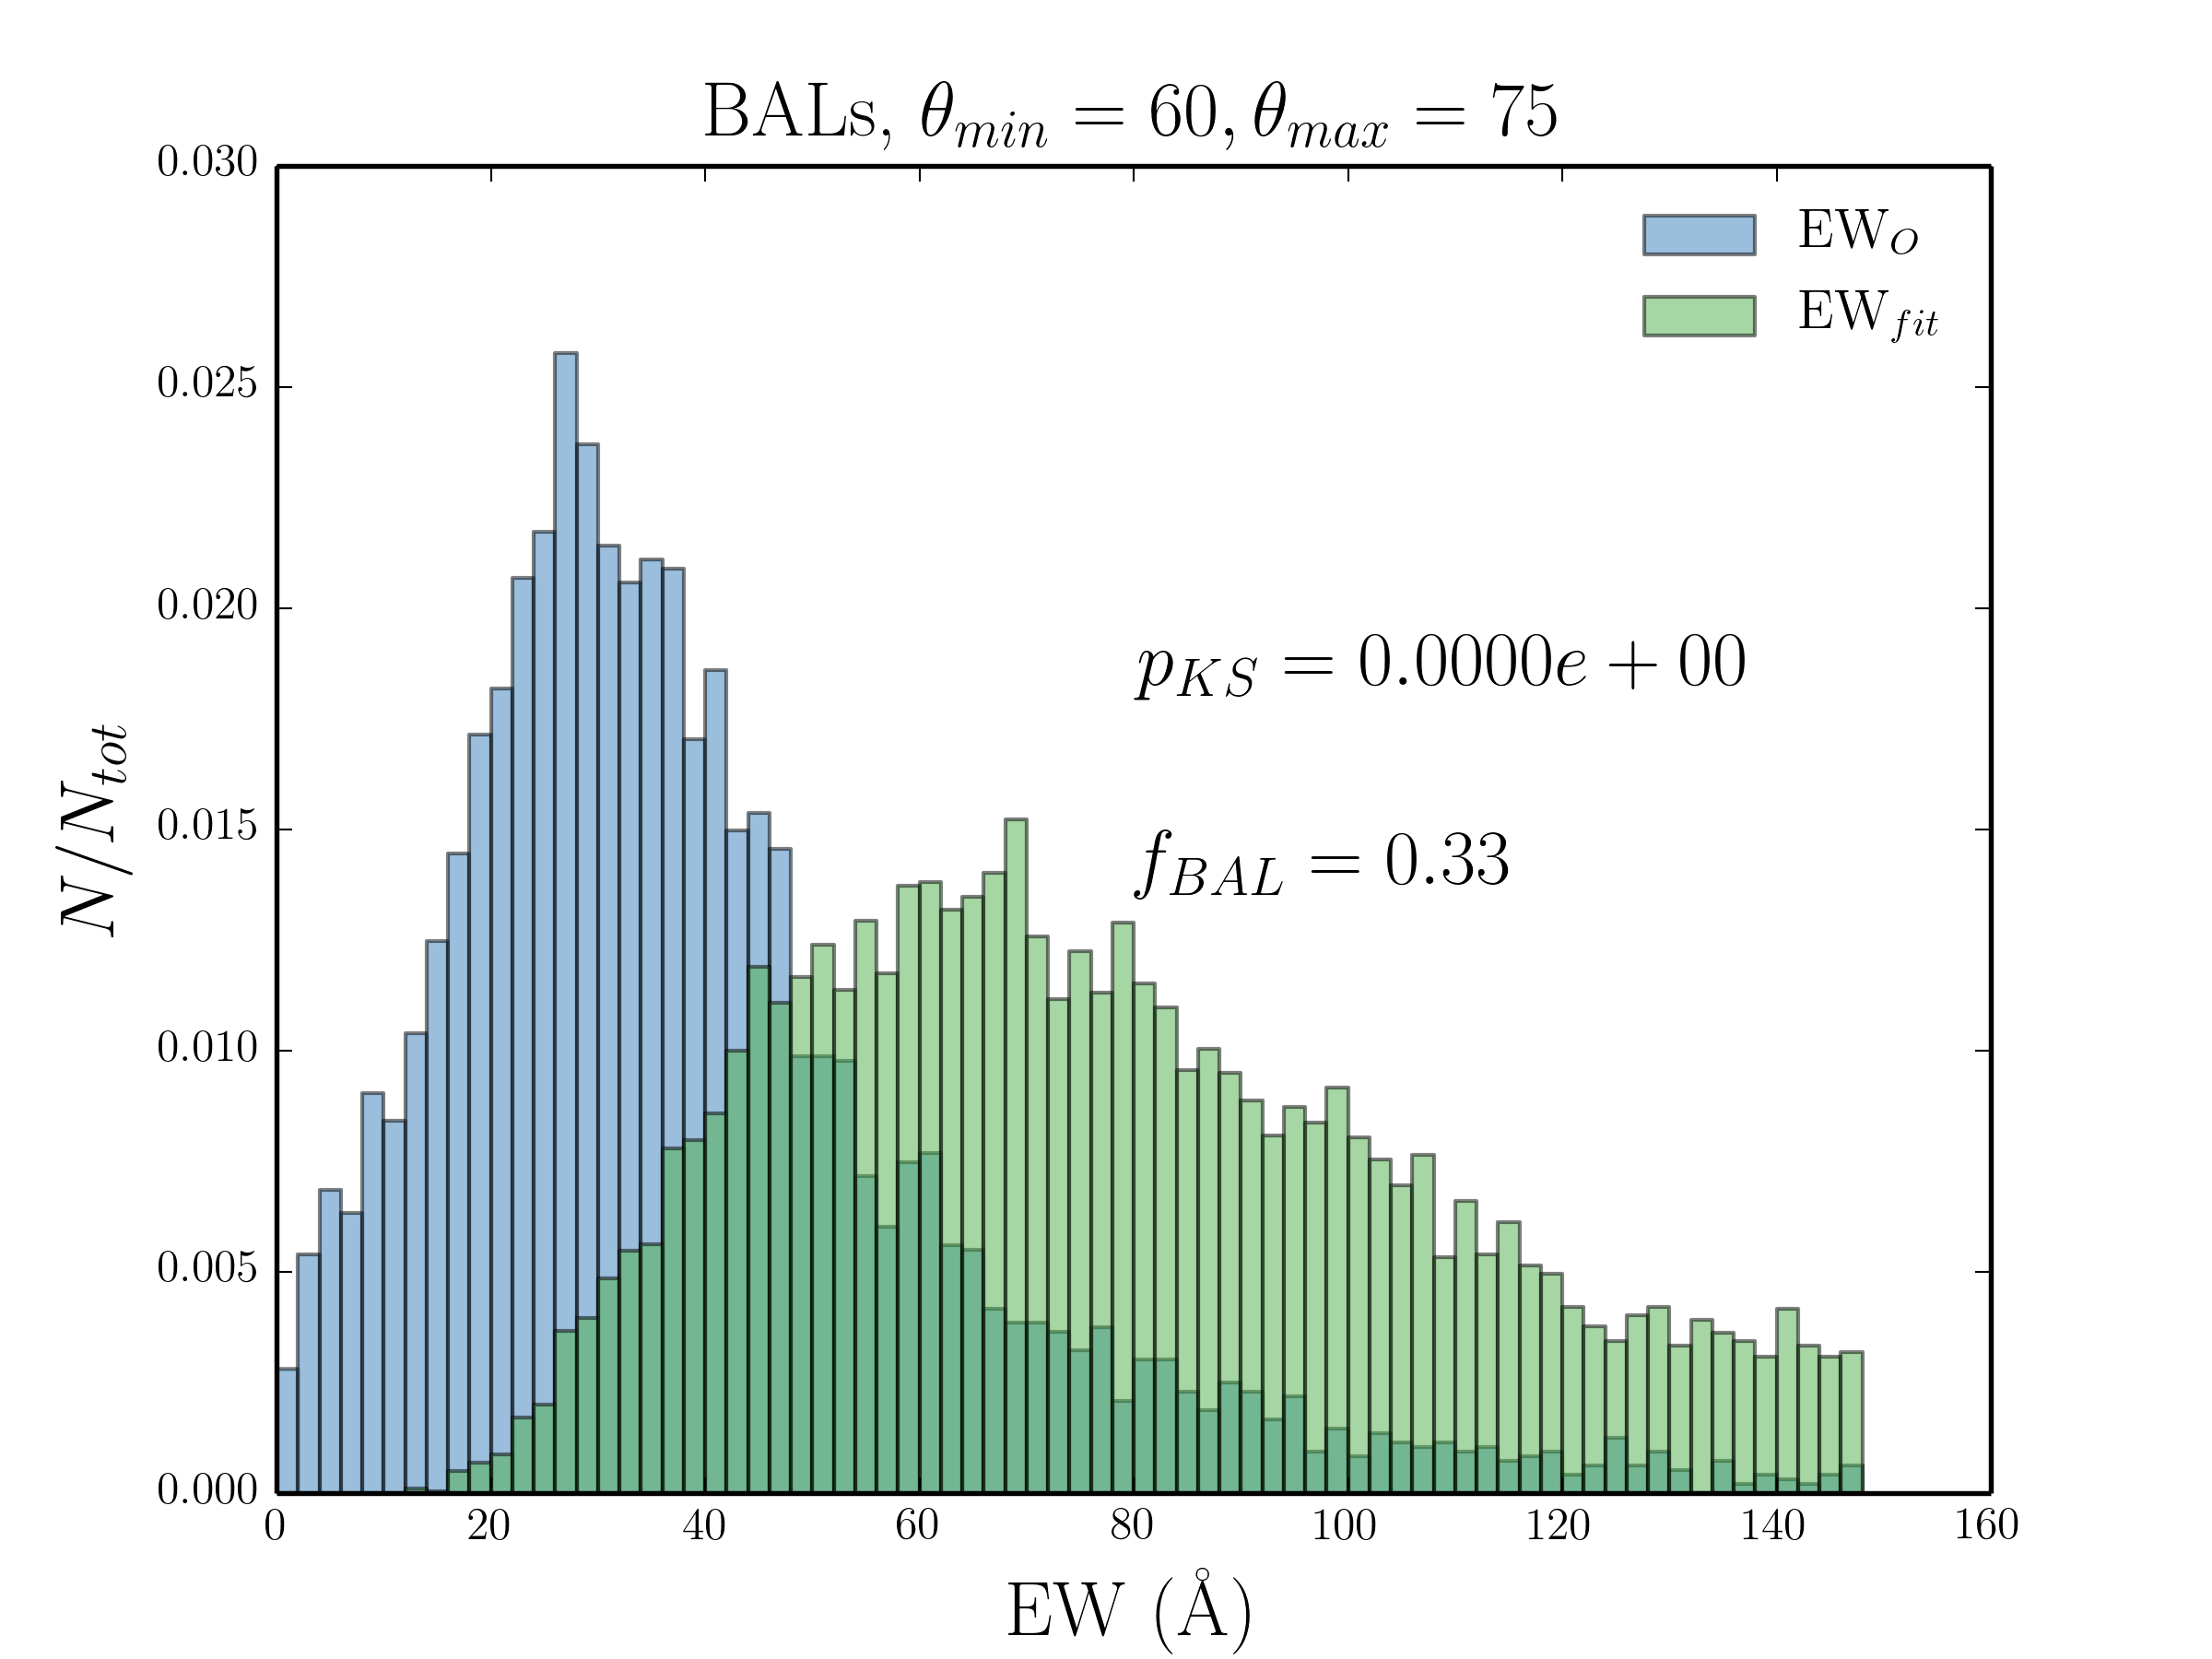 BALs, θ_min = 60, θ_max = 75
0.030
0.025
0.020
0.015
0.010
0.005
0.000
N/N_tot
EW_O
EW_fit
p_KS = 0.0000e + 00
f_BAL = 0.33
0 20 40 60 80 100 120 140 160
EW (Å)